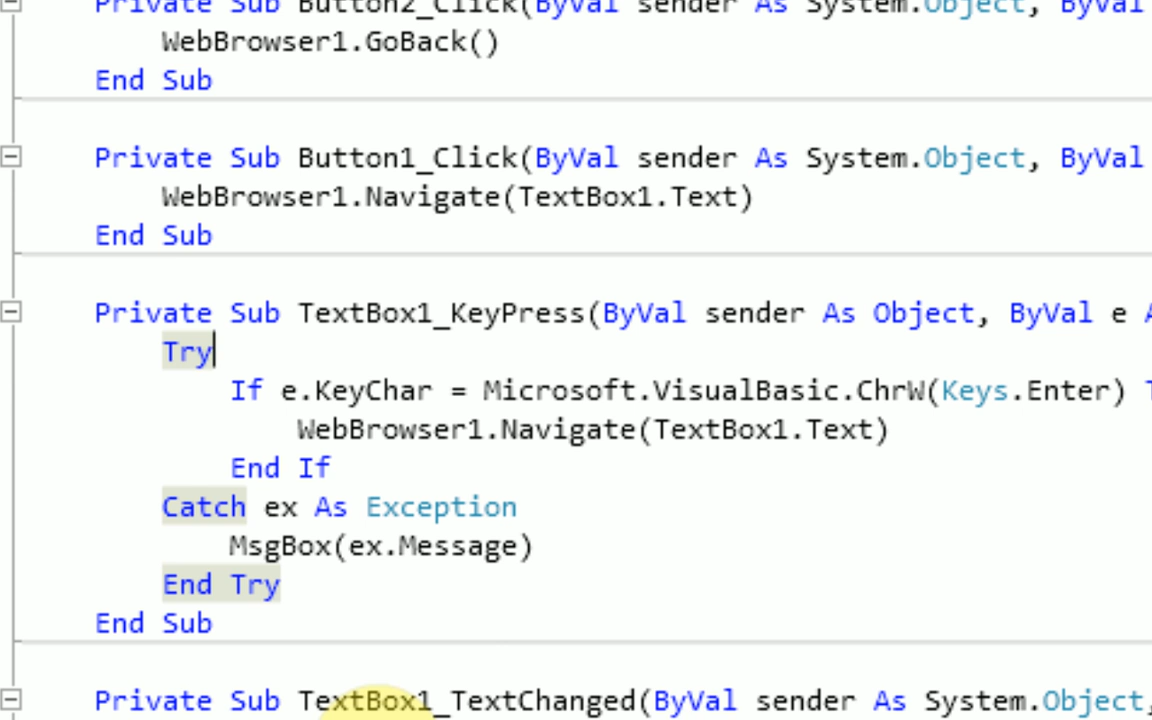 Private Sub Button2_Click(ByVal sender As System.Object, ByVal
WebBrowser1.GoBack()
End Sub
Private Sub Button1_Click(ByVal sender As System.Object, ByVal
WebBrowser1.Navigate(TextBox1.Text)
End Sub
Private Sub TextBox1_KeyPress(ByVal sender As Object, ByVal e
Try
If e.KeyChar = Microsoft.VisualBasic.ChrW(Keys.Enter)
WebBrowser1.Navigate(TextBox1.Text)
End If
Catch ex As Exception
MsgBox(ex.Message)
End Try
End Sub
Private Sub TextBox1_TextChanged(ByVal sender As System.Object,